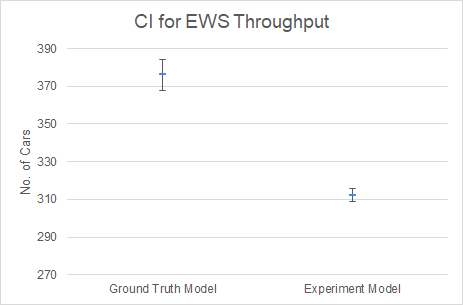 CI for EWS Throughput
No. of Cars
390
370
350
330
310
290
270
Ground Truth Model
Experiment Model